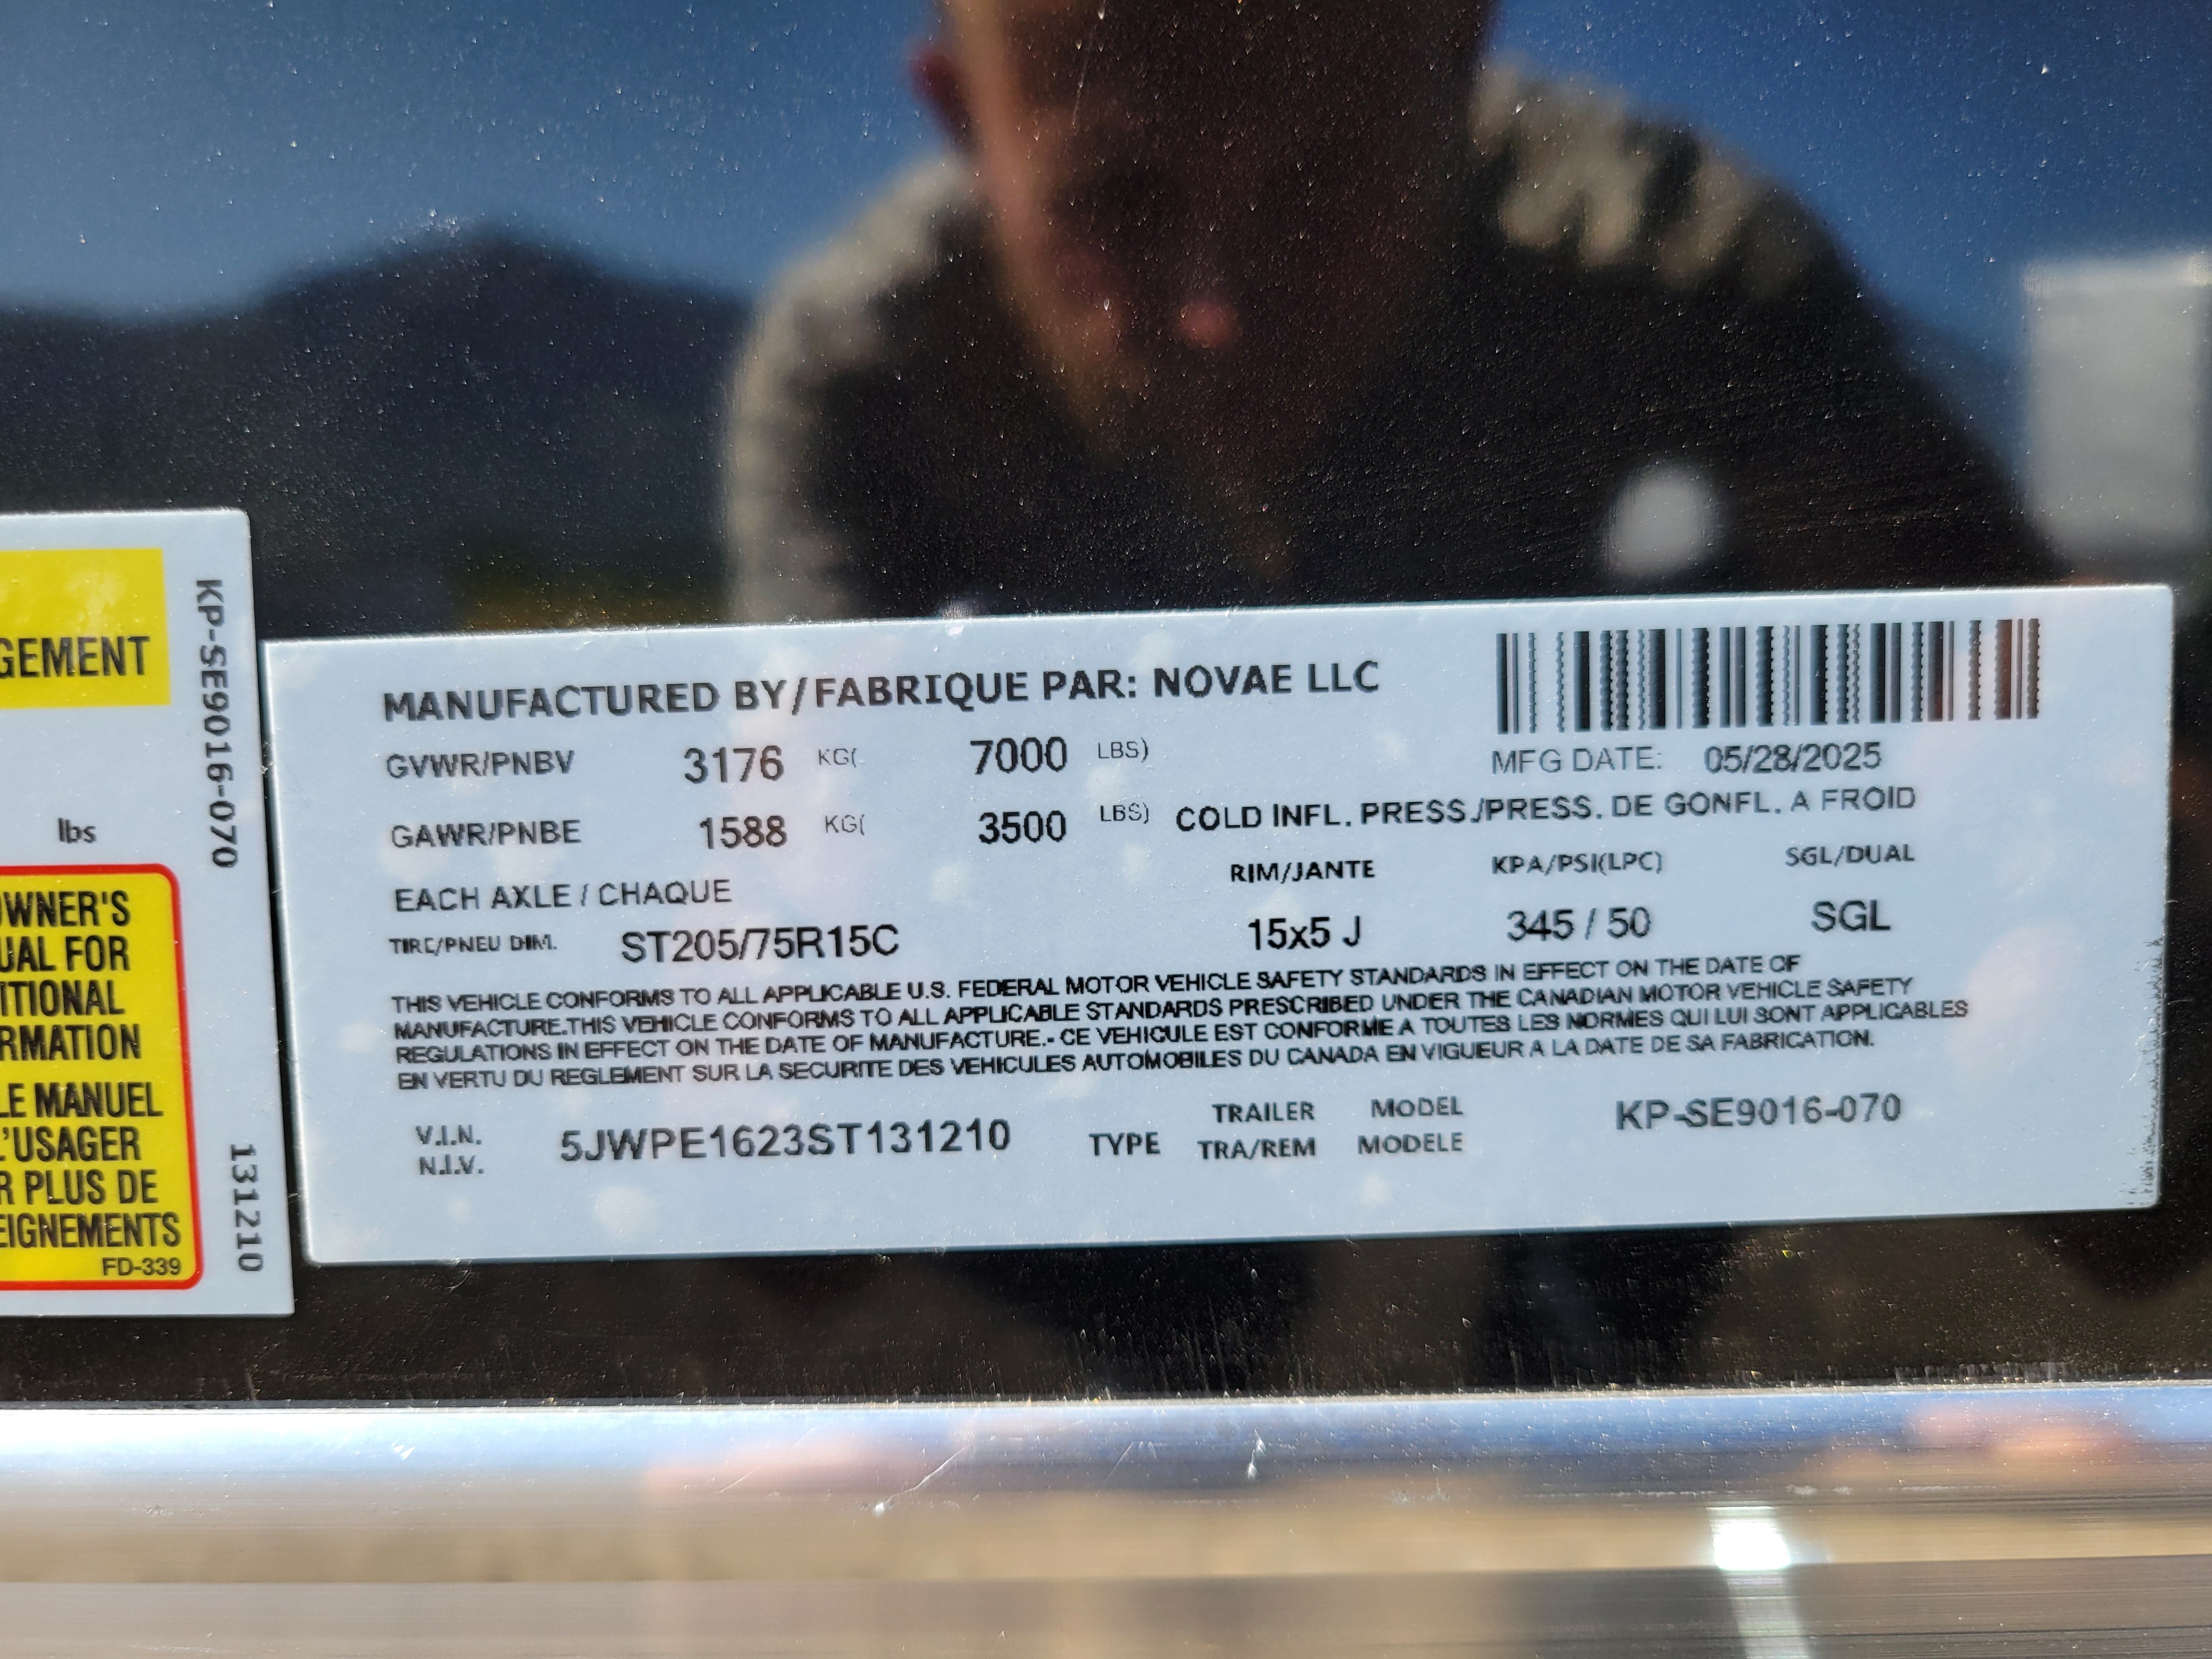 GEMENT
lbs
OWNER'S
UAL FOR
ITIONAL
RMATION
LE MANUEL
L'USAGER
R PLUS DE
EIGNEMENTS
FD-339
KP-SE9016-070
131210
MANUFACTURED BY/FABRIQUE PAR: NOVAE LLC
GVWR/PNBV 3176 KG( 7000 LBS)
MFG DATE: 05/28/2025
GAWR/PNBE 1588 KG( 3500 LBS) COLD INFL. PRESS./PRESS. DE GONFL. A FROID
EACH AXLE / CHAQUE RIM/JANTE KPA/PSI(LPC) SGL/DUAL
TIRE/PNEU DIM. ST205/75R15C 15x5 J 345 / 50 SGL
THIS VEHICLE CONFORMS TO ALL APPLICABLE U.S. FEDERAL MOTOR VEHICLE SAFETY STANDARDS IN EFFECT ON THE DATE OF
MANUFACTURE.THIS VEHICLE CONFORMS TO ALL APPLICABLE STANDARDS PRESCRIBED UNDER THE CANADIAN MOTOR VEHICLE SAFETY
REGULATIONS IN EFFECT ON THE DATE OF MANUFACTURE.- CE VEHICULE EST CONFORME A TOUTES LES NORMES QUI LUI SONT APPLICABLES
EN VERTU DU REGLEMENT SUR LA SECURITE DES VEHICULES AUTOMOBILES DU CANADA EN VIGUEUR A LA DATE DE SA FABRICATION.
V.I.N. 5JWPE1623ST131210 TYPE TRAILER MODEL KP-SE9016-070
N.I.V. TRA/REM MODELE